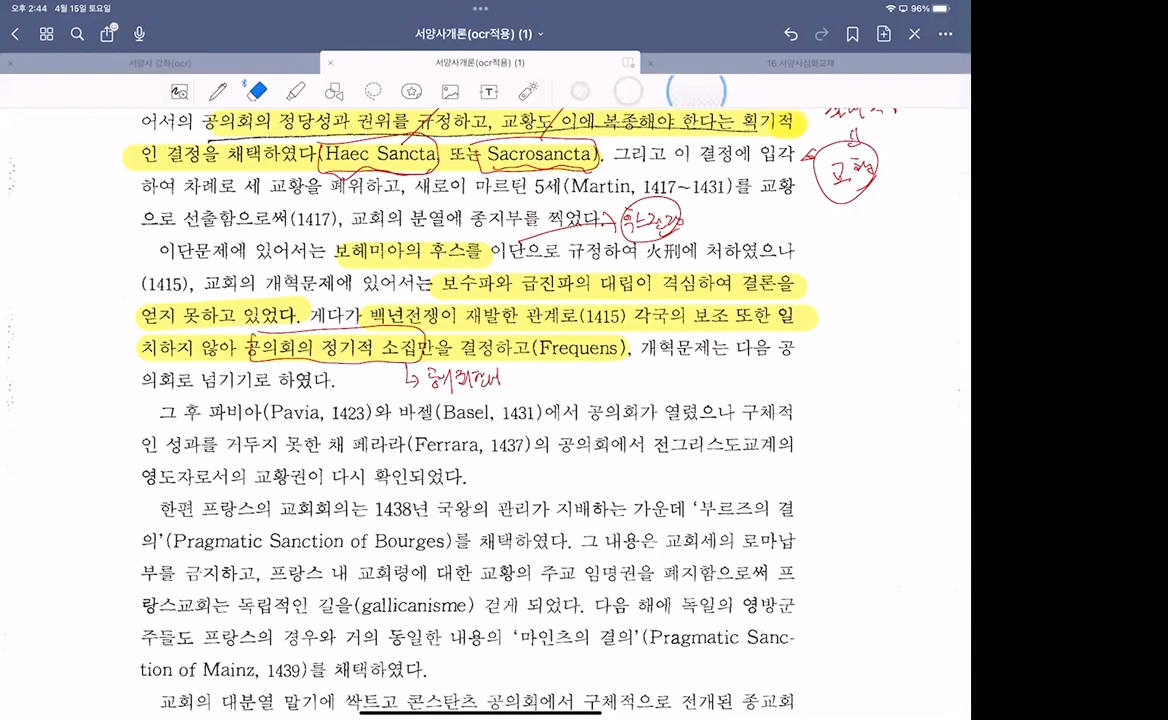 오후 2:44 4월 15일 토요일
96%
서양사개론(ocr적용) (1)
서양사 강화(ocr)
서양사개론(ocr적용) (1)
16.서양사심화교재
어서의 공의회의 정당성과 권위를 규정하고, 교황도 이에 복종해야 한다는 획기적
인 결정을 채택하였다(Haec Sancta 또는 Sacrosancta). 그리고 이 결정에 입각
교황
하여 차례로 세 교황을 폐위하고, 새로이 마르틴 5세(Martin, 1417~1431)를 교황
으로 선출함으로써(1417), 교회의 분열에 종지부를 찍었다.
이단문제에 있어서는 보헤미아의 후스를 이단으로 규정하여 火刑에 처하였으나
(1415), 교회의 개혁문제에 있어서는 보수파와 급진파의 대립이 격심하여 결론을
얻지 못하고 있었다. 게다가 백년전쟁이 재발한 관계로(1415) 각국의 보조 또한 일
치하지 않아 공의회의 정기적 소집만을 결정하고(Frequens), 개혁문제는 다음 공
의회로 넘기기로 하였다.
그 후 파비아(Pavia, 1423)와 바젤(Basel, 1431)에서 공의회가 열렸으나 구체적
인 성과를 거두지 못한 채 페라라(Ferrara, 1437)의 공의회에서 전그리스도교계의
영도자로서의 교황권이 다시 확인되었다.
한편 프랑스의 교회회의는 1438년 국왕의 관리가 지배하는 가운데 ‘부르즈의 결
의’(Pragmatic Sanction of Bourges)를 채택하였다. 그 내용은 교회세의 로마납
부를 금지하고, 프랑스 내 교회령에 대한 교황의 주교 임명권을 폐지함으로써 프
랑스교회는 독립적인 길을(gallicanisme) 걷게 되었다. 다음 해에 독일의 영방군
주들도 프랑스의 경우와 거의 동일한 내용의 ‘마인츠의 결의’(Pragmatic Sanc-
tion of Mainz, 1439)를 채택하였다.
교회의 대분열 말기에 싹트고 콘스탄츠 공의회에서 구체적으로 전개된 종교회